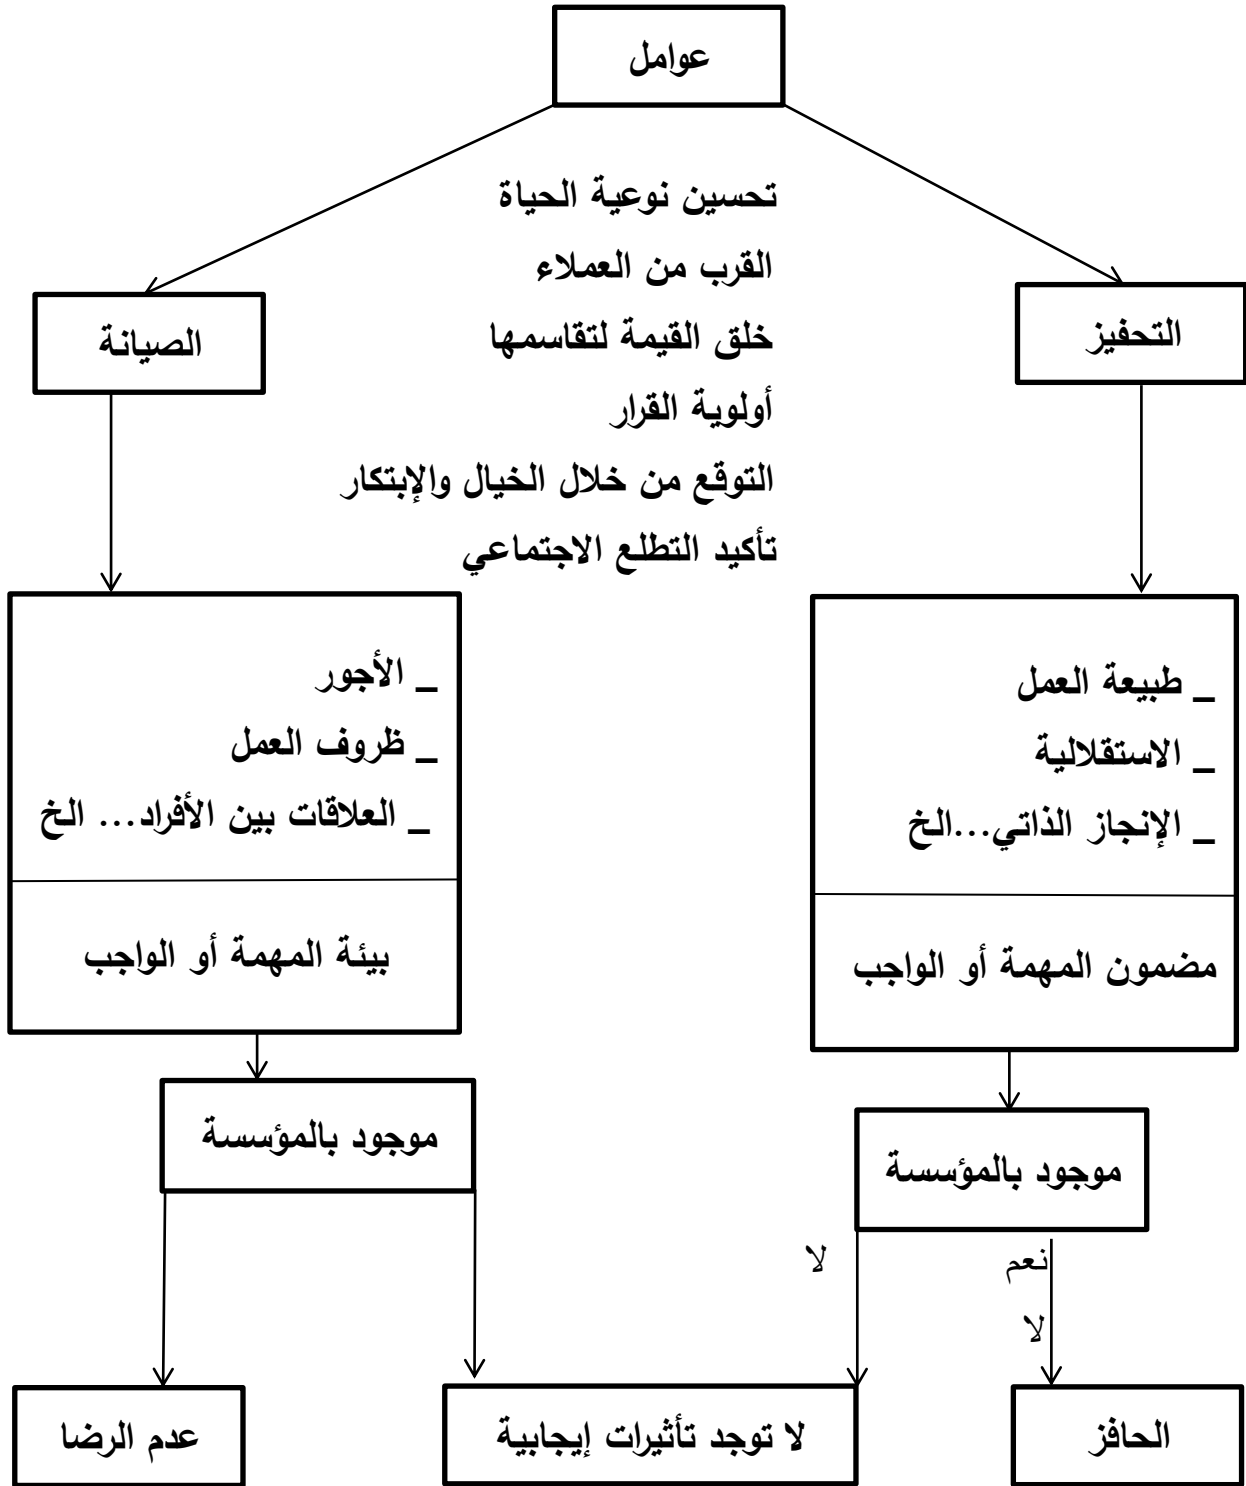 عوامل
تحسين نوعية الحياة
القرب من العملاء
خلق القيمة لتقاسمها
أولوية القرار
التوقع من خلال الخيال والإبتكار
تأكيد التطلع الاجتماعي
التحفيز
الصيانة
_ طبيعة العمل
_ الاستقلالية
_ الإنجاز الذاتي...الخ
مضمون المهمة أو الواجب
_ الأجور
_ ظروف العمل
_ العلاقات بين الأفراد... الخ
بيئة المهمة أو الواجب
موجود بالمؤسسة
موجود بالمؤسسة
نعم
لا
لا
الحافز
لا توجد تأثيرات إيجابية
عدم الرضا